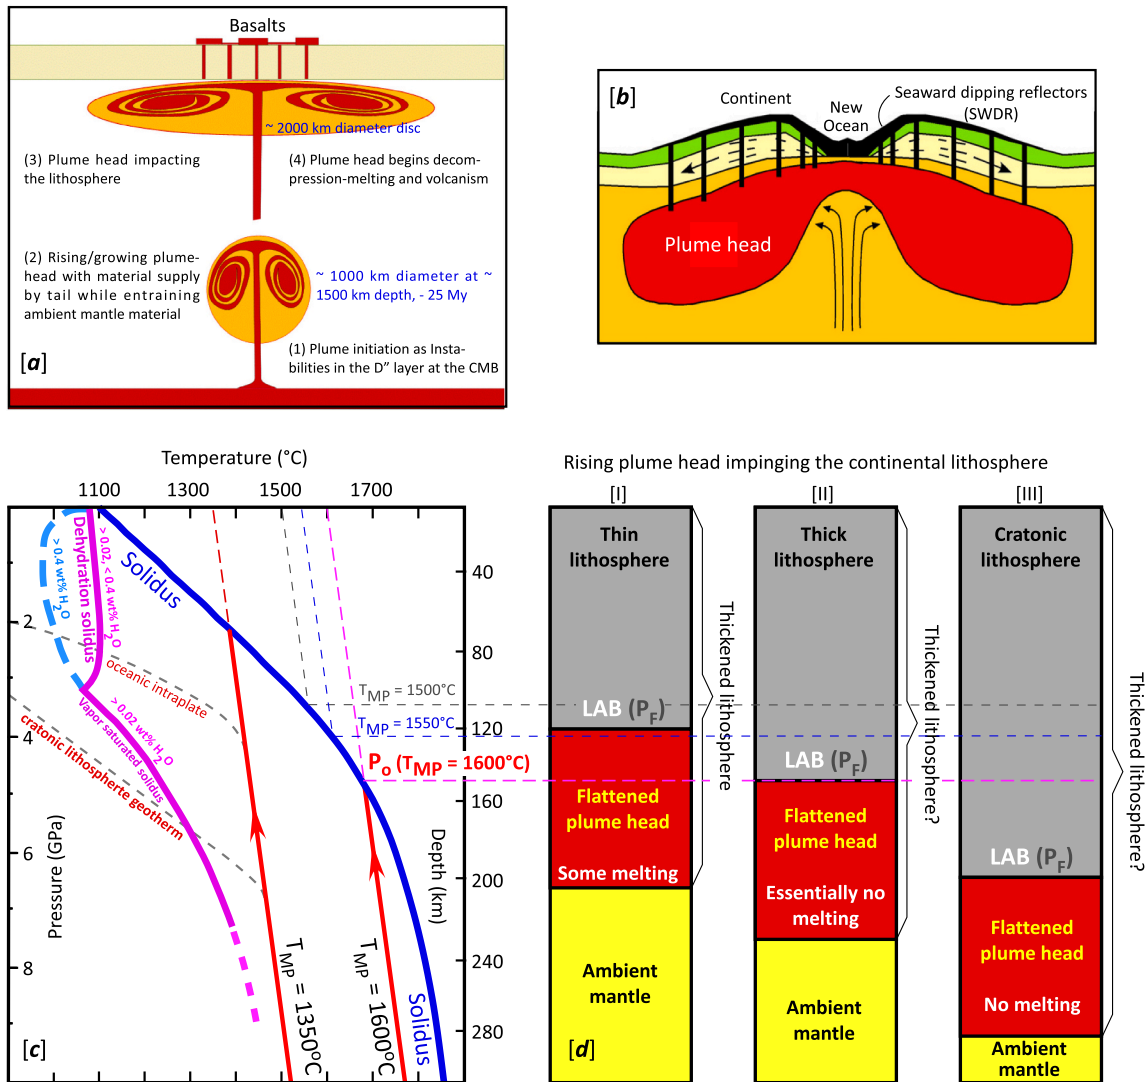 Basalts
~ 2000 km diameter disc
(3) Plume head impacting
the lithosphere
(4) Plume head begins decom-
pression-melting and volcanism
(2) Rising/growing plume-
head with material supply
by tail while entraining
ambient mantle material
~ 1000 km diameter at ~
1500 km depth, - 25 My
(1) Plume initiation as Insta-
bilities in the D” layer at the CMB
[a]
[b]
Continent
New
Ocean
Seaward dipping reflectors
(SWDR)
Plume head
Temperature (°C)
1100 1300 1500 1700
Solidus
Dehydration solidus
> 0.02, < 0.4 wt% H2O
> 0.4 wt% H2O
oceanic intraplate
cratonic lithospherte geotherm
> 0.02 wt% H2O
Vapor saturated solidus
TMP = 1500°C
TMP = 1550°C
Po (TMP = 1600°C)
TMP = 1350°C
TMP = 1600°C
Solidus
Pressure (GPa)
2
4
6
8
Depth (km)
40
80
120
160
200
240
280
[c]
Rising plume head impinging the continental lithosphere
[I]
Thin
lithosphere
LAB (PF)
Flattened
plume head
Some melting
Ambient
mantle
Thickened lithosphere
[II]
Thick
lithosphere
LAB (PF)
Flattened
plume head
Essentially no
melting
Ambient
mantle
Thickened lithosphere?
[III]
Cratonic
lithosphere
LAB (PF)
Flattened
plume head
No melting
Ambient
mantle
Thickened lithosphere?
[d]